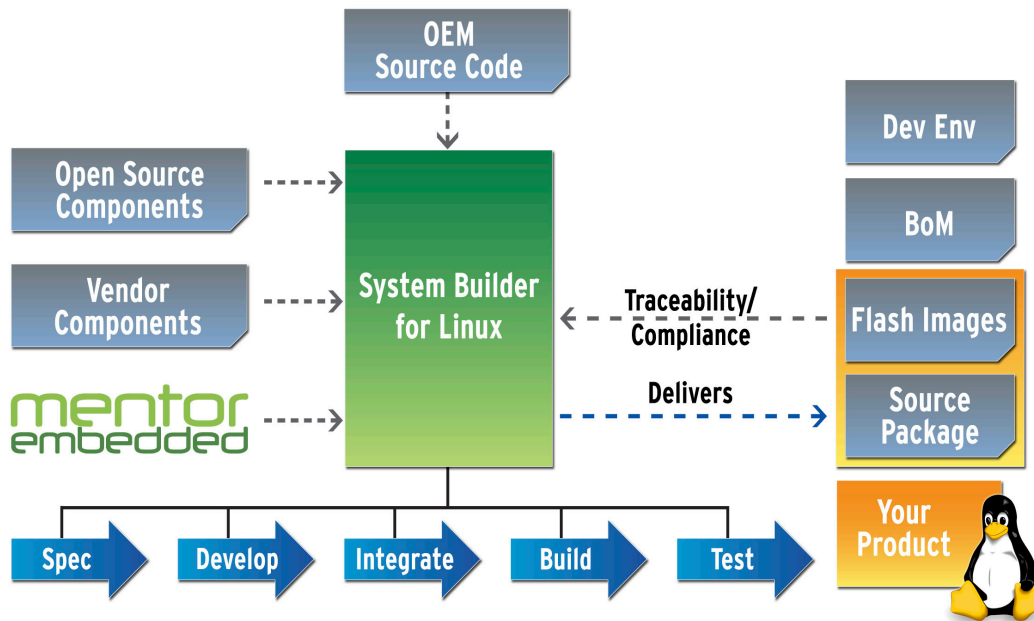 OEM
Source Code
Open Source
Components
Vendor
Components
mentor
embedded
System Builder
for Linux
Traceability/
Compliance
Delivers
Dev Env
BoM
Flash Images
Source
Package
Your
Product
Spec
Develop
Integrate
Build
Test